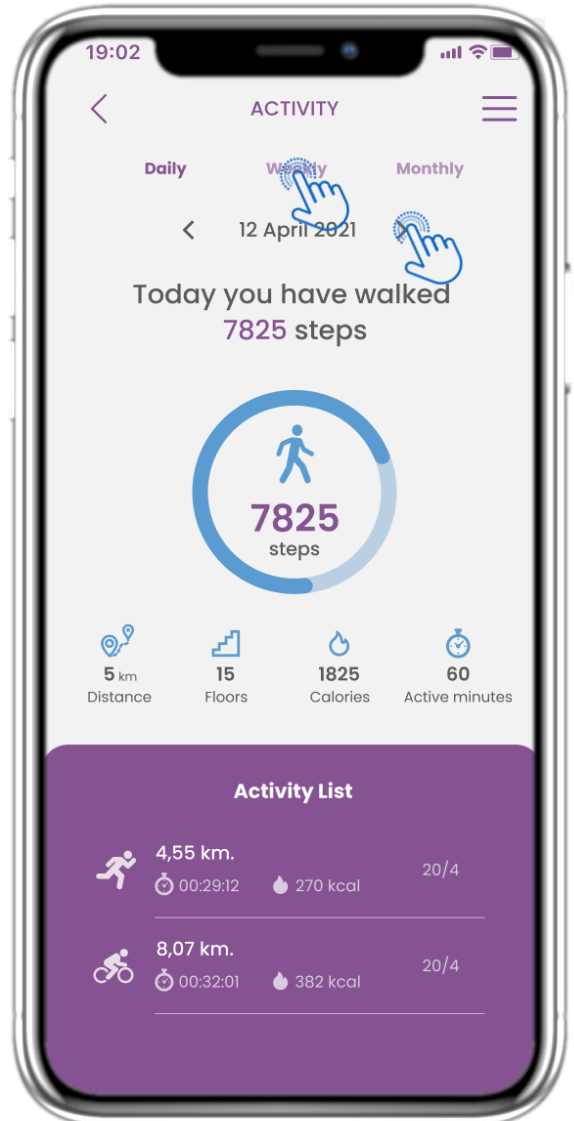 19:02
ACTIVITY
Daily Weekly Monthly
12 April 2021
Today you have walked
7825 steps
7825
steps
5 km 15 1825 60
Distance Floors Calories Active minutes
Activity List
4,55 km.
00:29:12 270 kcal 20/4
8,07 km.
00:32:01 382 kcal 20/4